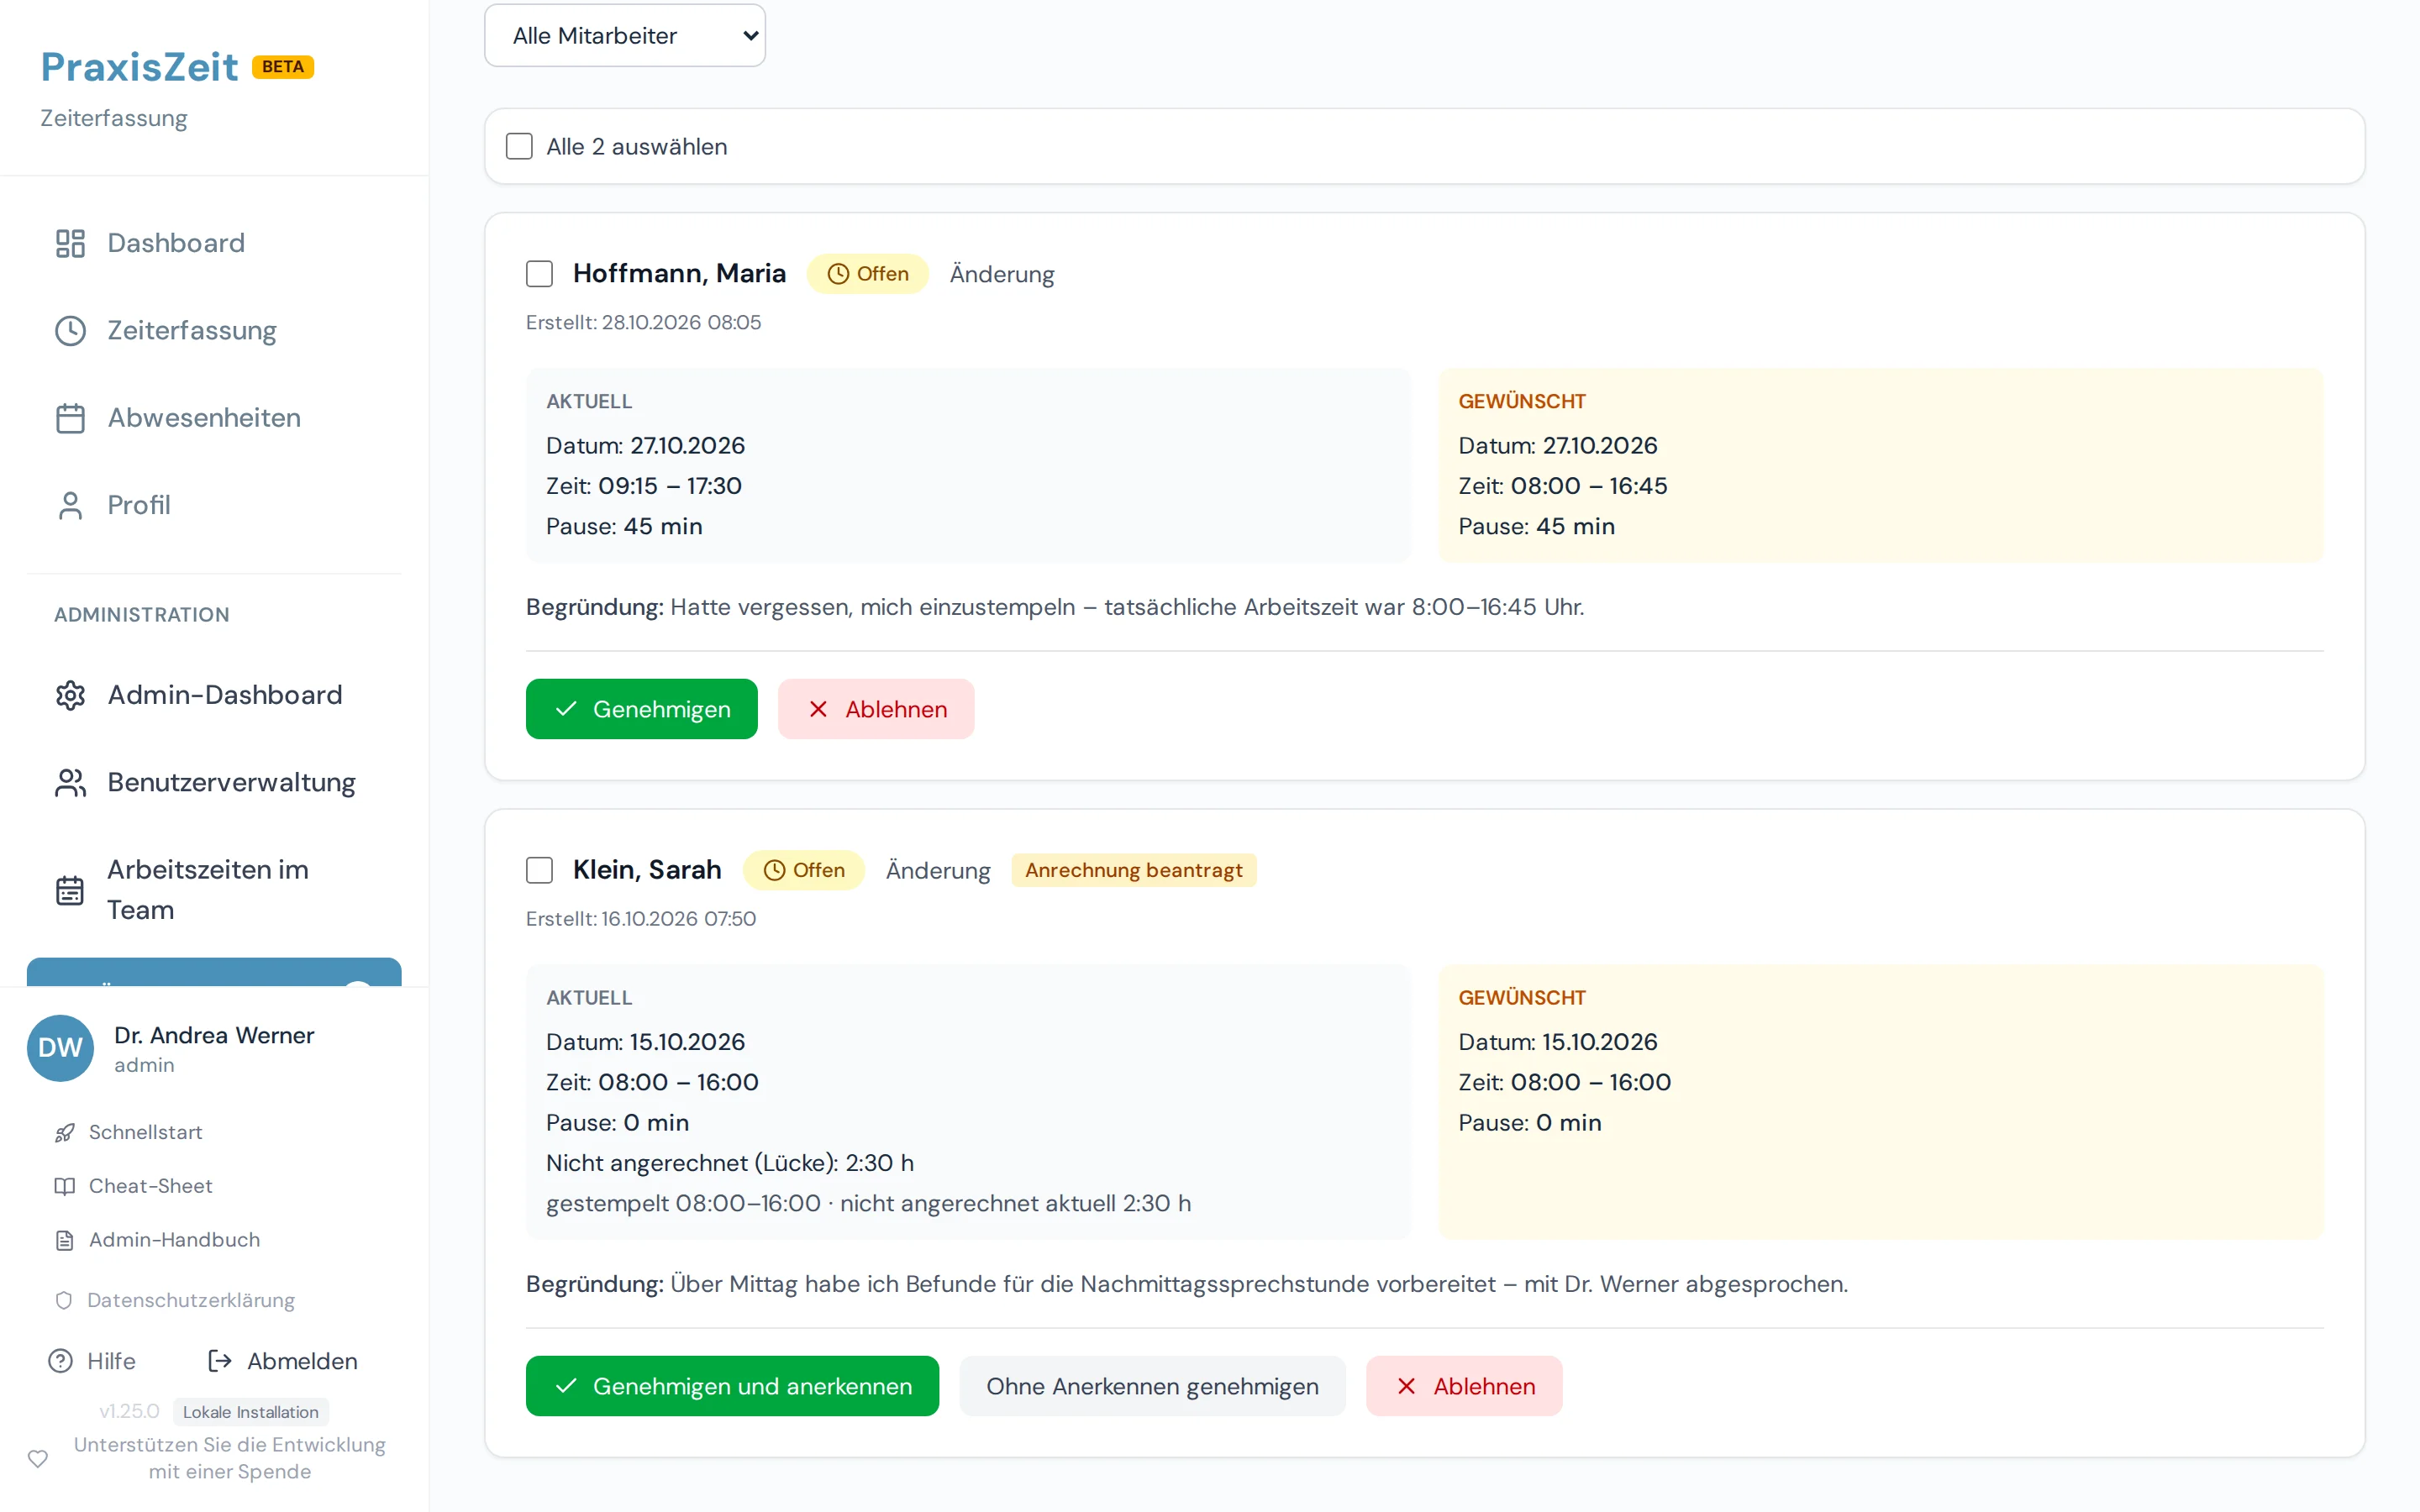 PraxisZeit BETA
Zeiterfassung
Dashboard
Zeiterfassung
Abwesenheiten
Profil
ADMINISTRATION
Admin-Dashboard
Benutzerverwaltung
Arbeitszeiten im
Team
DW
Dr. Andrea Werner
admin
Schnellstart
Cheat-Sheet
Admin-Handbuch
Datenschutzerklärung
Hilfe
Abmelden
v1.25.0 Lokale Installation
Unterstützen Sie die Entwicklung
mit einer Spende
Alle Mitarbeiter
Alle 2 auswählen
Hoffmann, Maria Offen Änderung
Erstellt: 28.10.2026 08:05
AKTUELL
Datum: 27.10.2026
Zeit: 09:15 – 17:30
Pause: 45 min
GEWÜNSCHT
Datum: 27.10.2026
Zeit: 08:00 – 16:45
Pause: 45 min
Begründung: Hatte vergessen, mich einzustempeln – tatsächliche Arbeitszeit war 8:00–16:45 Uhr.
Genehmigen
Ablehnen
Klein, Sarah Offen Änderung Anrechnung beantragt
Erstellt: 16.10.2026 07:50
AKTUELL
Datum: 15.10.2026
Zeit: 08:00 – 16:00
Pause: 0 min
Nicht angerechnet (Lücke): 2:30 h
gestempelt 08:00–16:00 · nicht angerechnet aktuell 2:30 h
GEWÜNSCHT
Datum: 15.10.2026
Zeit: 08:00 – 16:00
Pause: 0 min
Begründung: Über Mittag habe ich Befunde für die Nachmittagssprechstunde vorbereitet – mit Dr. Werner abgesprochen.
Genehmigen und anerkennen
Ohne Anerkennen genehmigen
Ablehnen